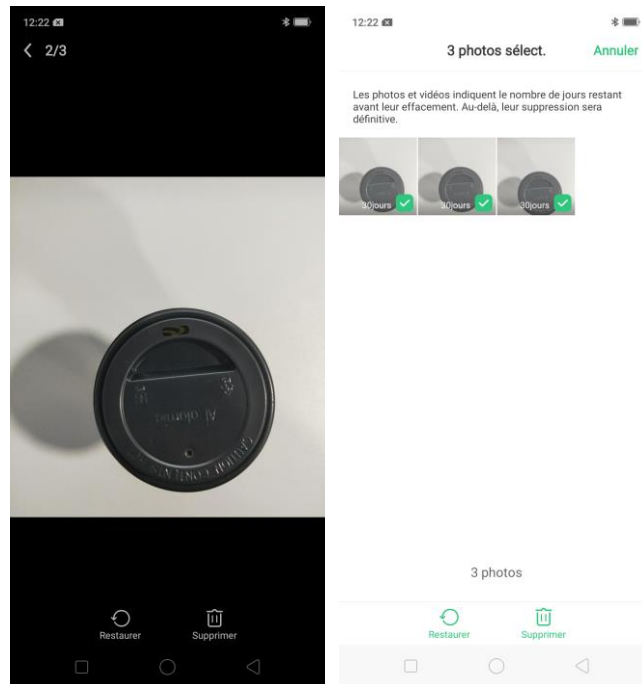 12:22
2/3
Restaurer
Supprimer
12:22
3 photos sélect.
Annuler
Les photos et vidéos indiquent le nombre de jours restant
avant leur effacement. Au-delà, leur suppression sera
définitive.
30jours
30jours
30jours
3 photos
Restaurer
Supprimer